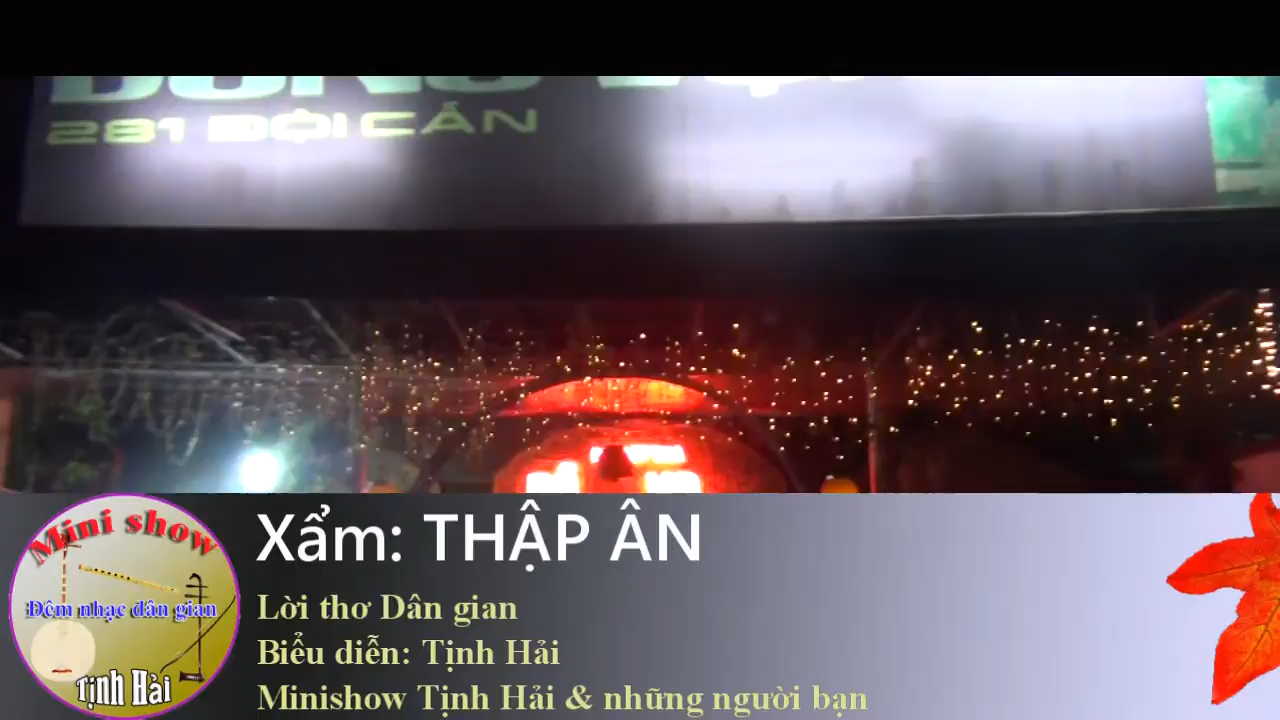 281 ĐỘI CẤN
Xẩm: THẬP ÂN
Lời thơ Dân gian
Biểu diễn: Tịnh Hải
Minishow Tịnh Hải & những người bạn
Mini show
Đêm nhạc dân gian
Tịnh Hải